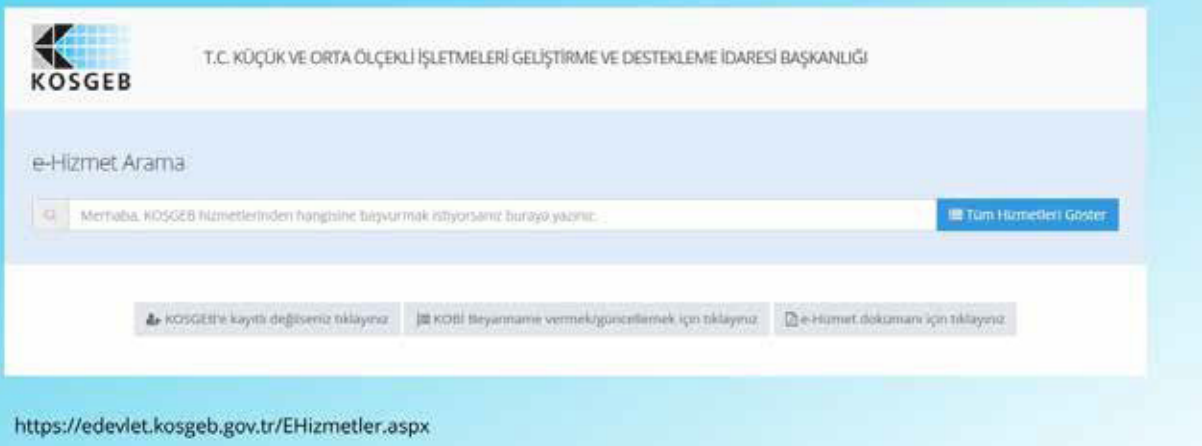 KOSGEB
T.C. KÜÇÜK VE ORTA ÖLÇEKLİ İŞLETMELERİ GELİŞTİRME VE DESTEKLEME İDARESİ BAŞKANLIĞI
e-Hizmet Arama
Merhaba, KOSGEB hizmetlerinden hangisine başvurmak istiyorsanız buraya yazınız.
Tüm Hizmetleri Göster
KOSGEB'e kayıtlı değilseniz tıklayınız
KOBİ Beyanname vermek/güncellemek için tıklayınız
e-Hizmet dokümanı için tıklayınız
https://edevlet.kosgeb.gov.tr/EHizmetler.aspx